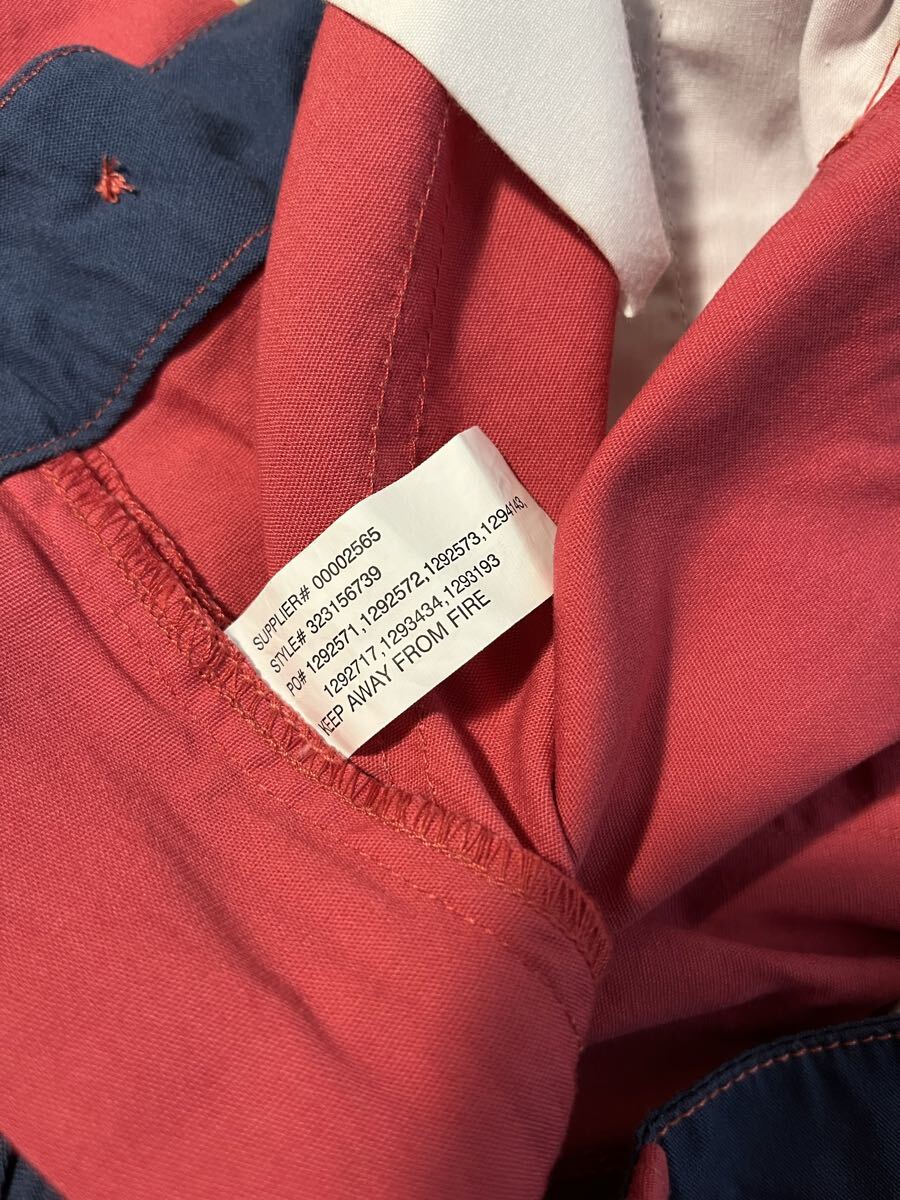 SUPPLIER# 00002565
STYLE# 323156739
PO# 1292571,1292572,1292573,1294143,
1292717,1293434,1293193
KEEP AWAY FROM FIRE